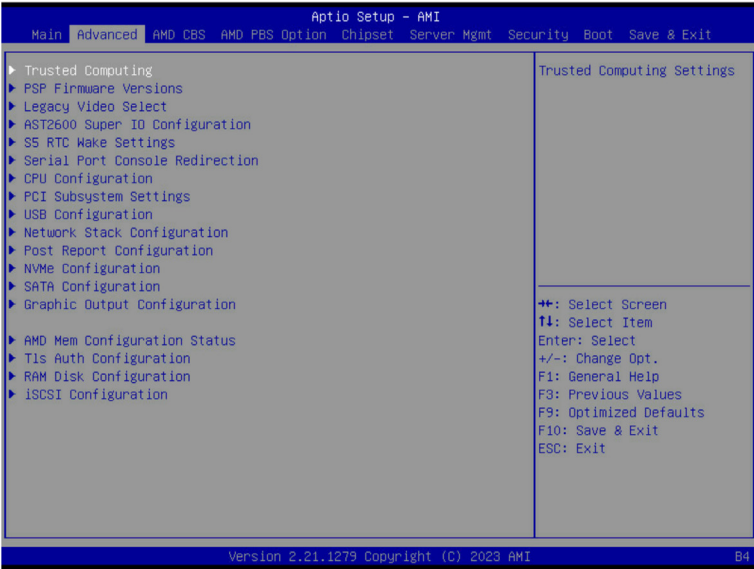 Aptio Setup - AMI
Main Advanced AMD CBS AMD PBS Option Chipset Server Mgmt Security Boot Save & Exit
Trusted Computing
PSP Firmware Versions
Legacy Video Select
AST2600 Super IO Configuration
S5 RTC Wake Settings
Serial Port Console Redirection
CPU Configuration
PCI Subsystem Settings
USB Configuration
Network Stack Configuration
Post Report Configuration
NVMe Configuration
SATA Configuration
Graphic Output Configuration
AMD Mem Configuration Status
Tls Auth Configuration
RAM Disk Configuration
iSCSI Configuration
Trusted Computing Settings
→←: Select Screen
↑↓: Select Item
Enter: Select
+/-: Change Opt.
F1: General Help
F3: Previous Values
F9: Optimized Defaults
F10: Save & Exit
ESC: Exit
Version 2.21.1279 Copyright (C) 2023 AMI
B4